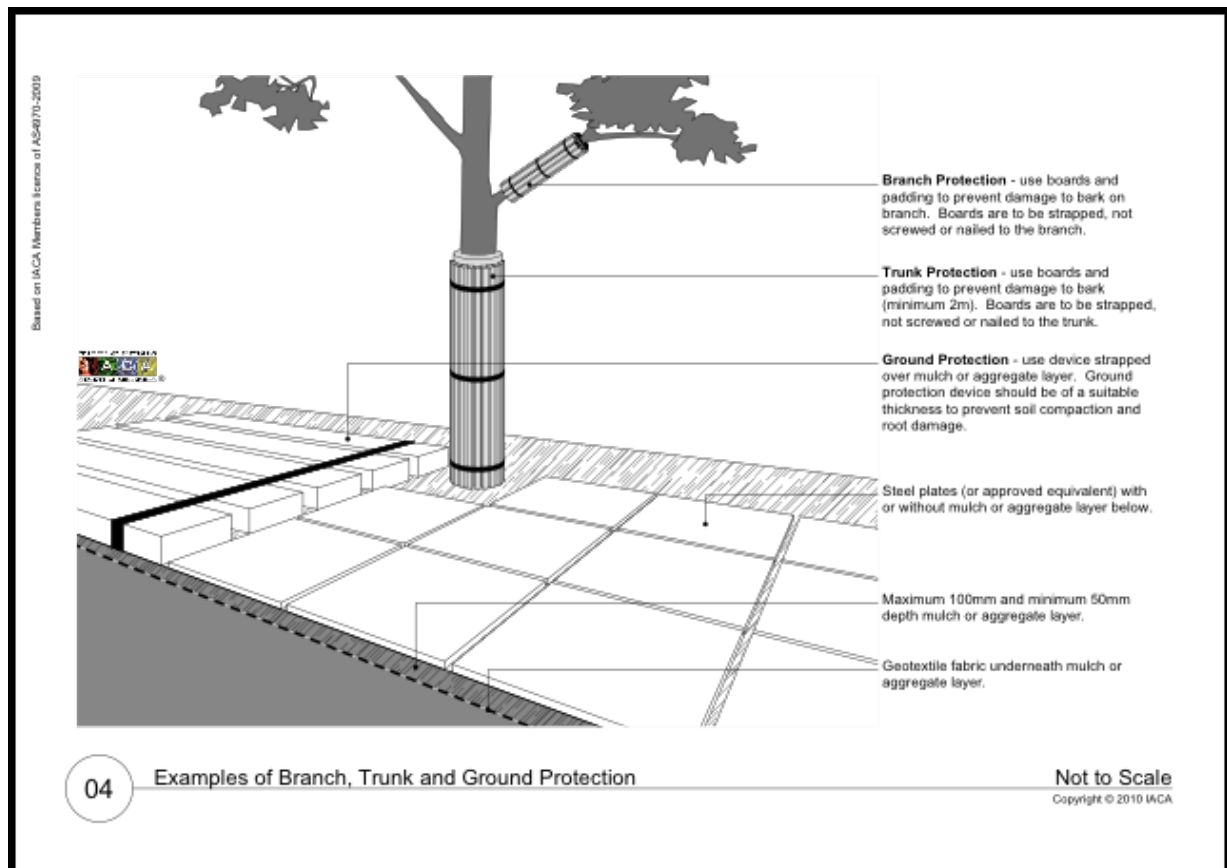 Based on IACA Members licence of AS4970-2009
Branch Protection - use boards and
padding to prevent damage to bark on
branch. Boards are to be strapped, not
screwed or nailed to the branch.
Trunk Protection - use boards and
padding to prevent damage to bark
(minimum 2m). Boards are to be strapped,
not screwed or nailed to the trunk.
Ground Protection - use device strapped
over mulch or aggregate layer. Ground
protection device should be of a suitable
thickness to prevent soil compaction and
root damage.
IACA
®
Steel plates (or approved equivalent) with
or without mulch or aggregate layer below.
Maximum 100mm and minimum 50mm
depth mulch or aggregate layer.
Geotextile fabric underneath mulch or
aggregate layer.
04
Examples of Branch, Trunk and Ground Protection
Not to Scale
Copyright © 2010 IACA